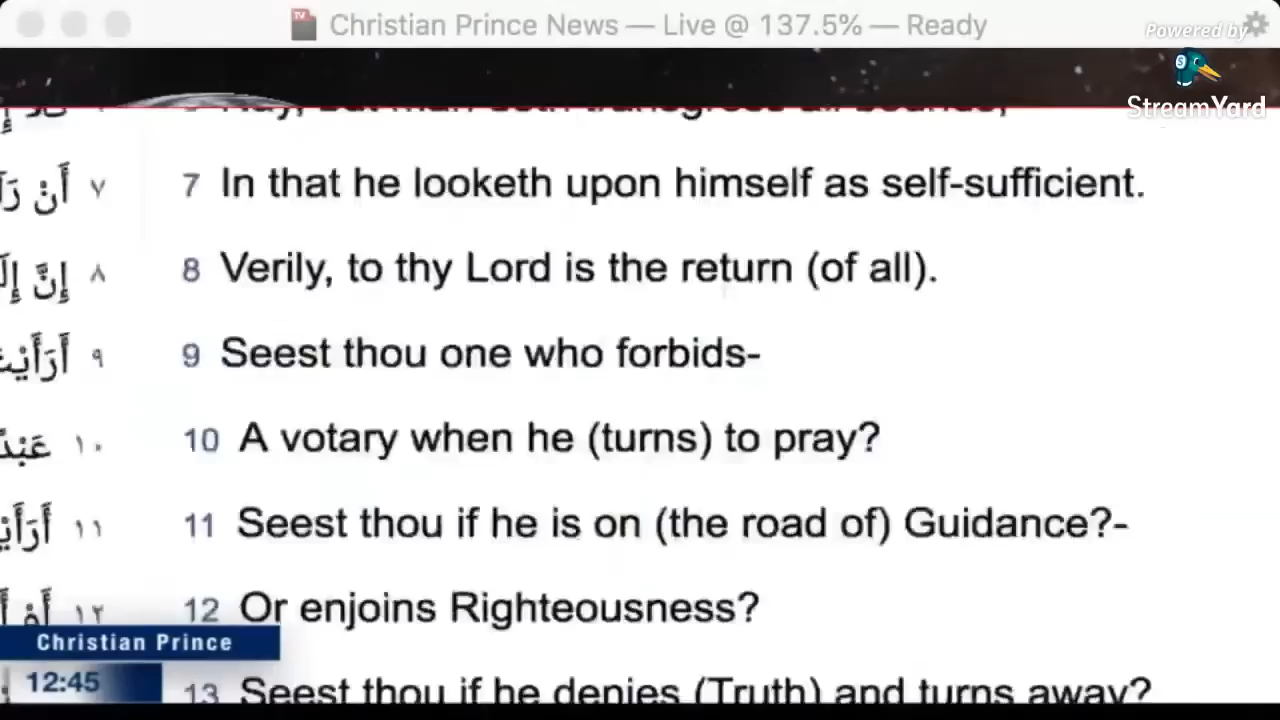 Christian Prince News — Live @ 137.5% — Ready
Powered by
StreamYard
7 In that he looketh upon himself as self-sufficient. ٧ أَنْ
8 Verily, to thy Lord is the return (of all). ٨ إِنَّ
9 Seest thou one who forbids- ٩
10 A votary when he (turns) to pray? ١٠
11 Seest thou if he is on (the road of) Guidance?- ١١
12 Or enjoins Righteousness? ١٢
13 Seest thou if he denies (Truth) and turns away?
Christian Prince
12:45